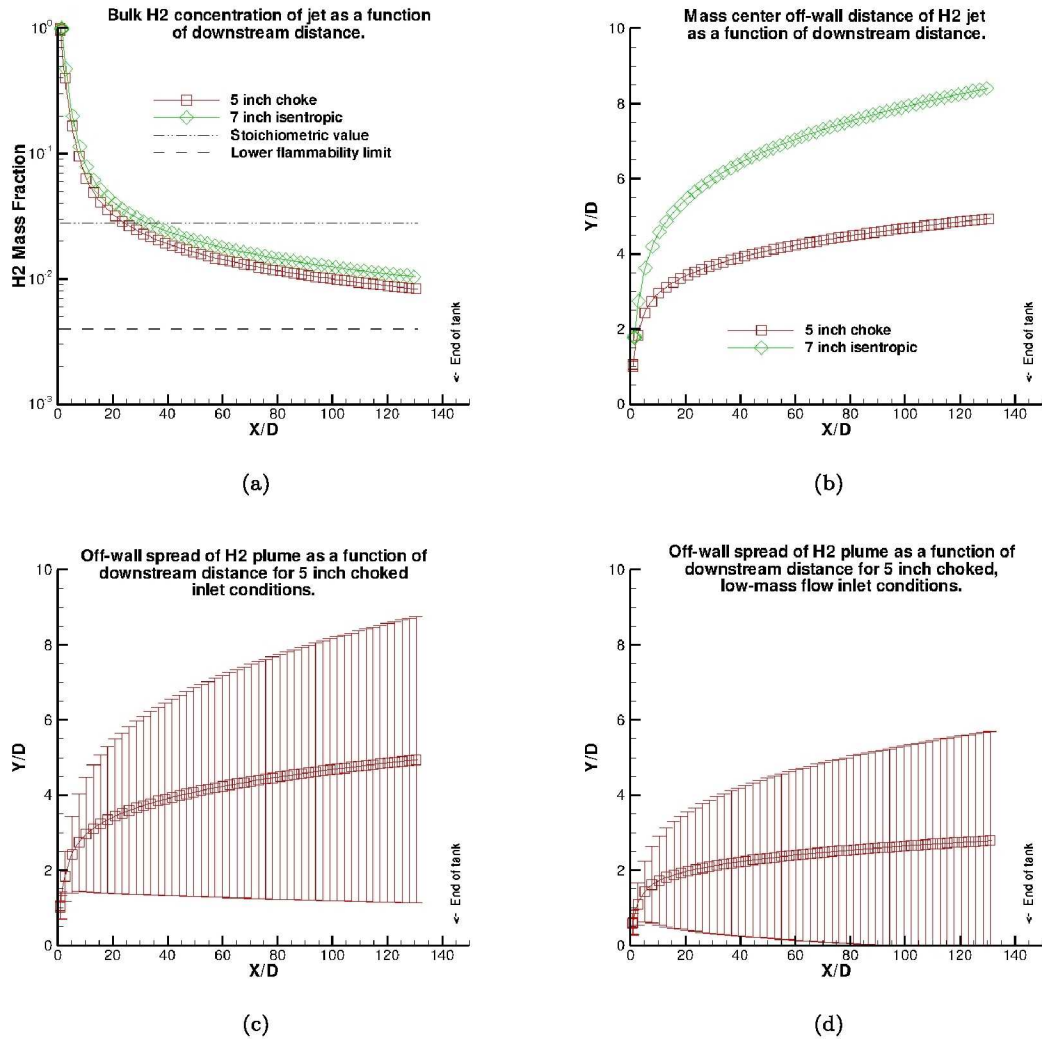 Bulk H2 concentration of jet as a function
of downstream distance.
10^0
10^-1
10^-2
10^-3
H2 Mass Fraction
5 inch choke
7 inch isentropic
Stoichiometric value
Lower flammability limit
<- End of tank
0 20 40 60 80 100 120 140
X/D
(a)
Mass center off-wall distance of H2 jet
as a function of downstream distance.
10
8
6
4
2
0
Y/D
5 inch choke
7 inch isentropic
<- End of tank
0 20 40 60 80 100 120 140
X/D
(b)
Off-wall spread of H2 plume as a function of
downstream distance for 5 inch choked
inlet conditions.
10
8
6
4
2
0
Y/D
<- End of tank
0 20 40 60 80 100 120 140
X/D
(c)
Off-wall spread of H2 plume as a function of
downstream distance for 5 inch choked,
low-mass flow inlet conditions.
10
8
6
4
2
0
Y/D
<- End of tank
0 20 40 60 80 100 120 140
X/D
(d)